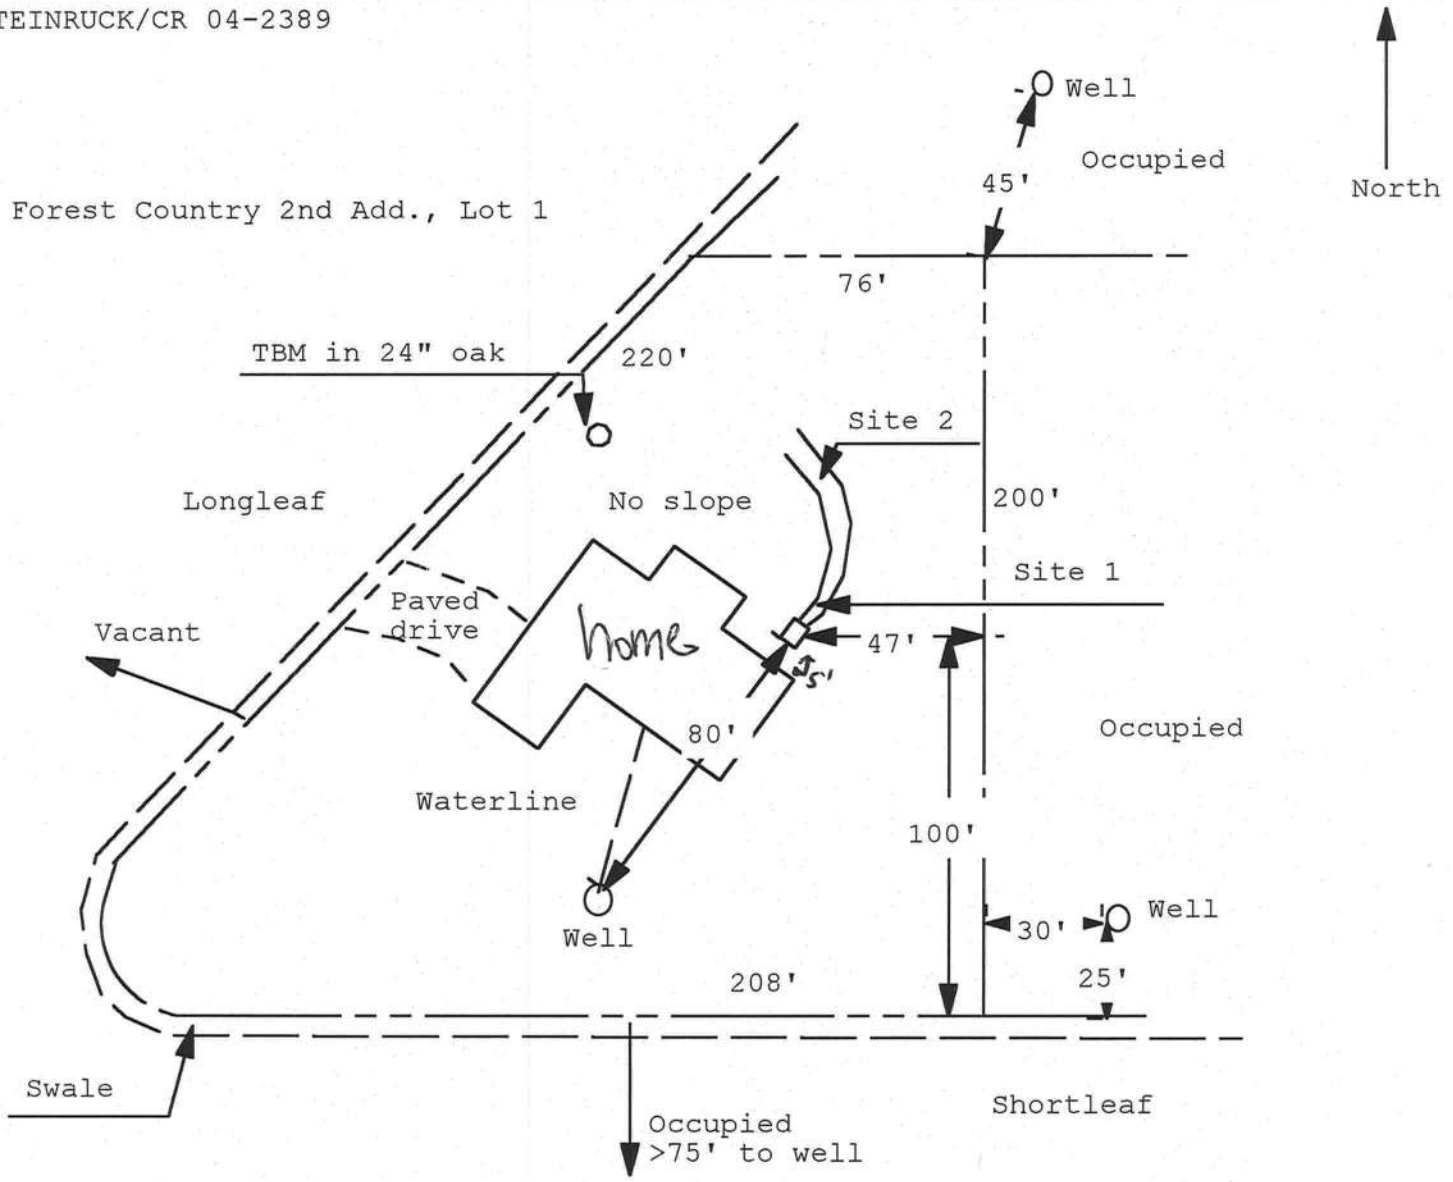 TEINRUCK/CR 04-2389
Well
Occupied
45'
North
Forest Country 2nd Add., Lot 1
76'
TBM in 24" oak
220'
Site 2
Longleaf
No slope
200'
Site 1
Paved
drive
home
Vacant
47'
5'
80'
Occupied
Waterline
100'
Well
30'
Well
208'
25'
Swale
Shortleaf
Occupied
>75' to well